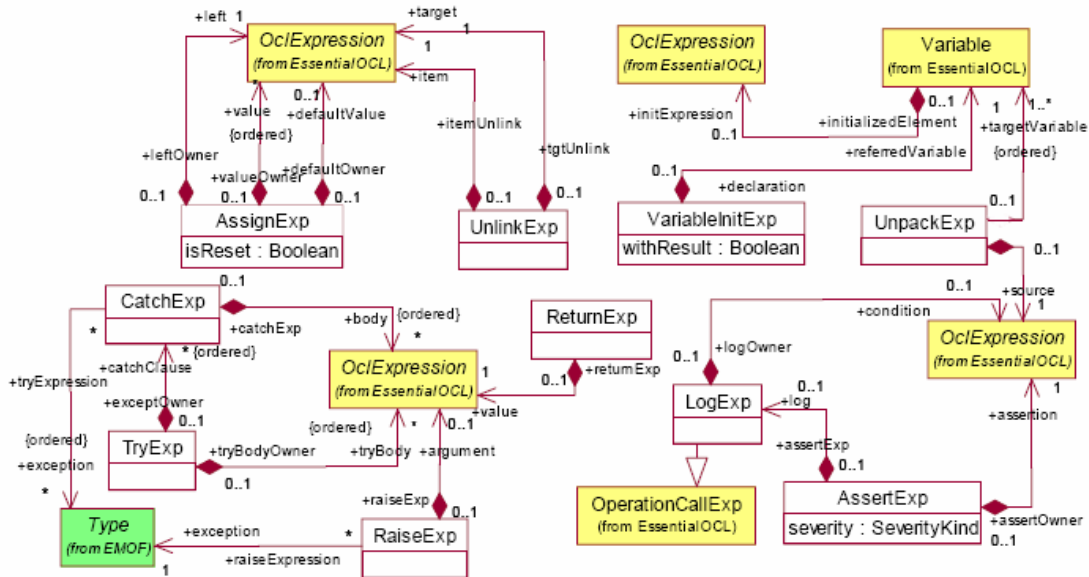 +left
1
+target
0..1
1
OclExpression
(from EssentialOCL)
1
+item
*
0..1
+value
{ordered}
+defaultValue
+itemUnlink
+tgtUnlink
+leftOwner
+valueOwner
+defaultOwner
0..1
0..1
0..1
0..1
0..1
AssignExp
isReset : Boolean
UnlinkExp
OclExpression
(from EssentialOCL)
Variable
(from EssentialOCL)
0..1
1
1..*
+initExpression
0..1
+initializedElement
+targetVariable
{ordered}
+referredVariable
0..1
+declaration
VariableInitExp
withResult : Boolean
UnpackExp
0..1
0..1
+source
1
0..1
CatchExp
+catchExp
+body
{ordered}
*
*
*
{ordered}
+catchClause
+tryExpression
+exceptOwner
0..1
{ordered}
+exception
*
TryExp
+tryBodyOwner
0..1
OclExpression
(from EssentialOCL)
1
+value
{ordered}
*
+tryBody
0..1
+argument
ReturnExp
0..1
+returnExp
+raiseExp
0..1
Type
(from EMOF)
1
+exception
+raiseExpression
*
RaiseExp
0..1
+condition
OclExpression
(from EssentialOCL)
1
+assertion
+logOwner
0..1
LogExp
0..1
+log
+assertExp
0..1
OperationCallExp
(from EssentialOCL)
AssertExp
severity : SeverityKind
+assertOwner
0..1